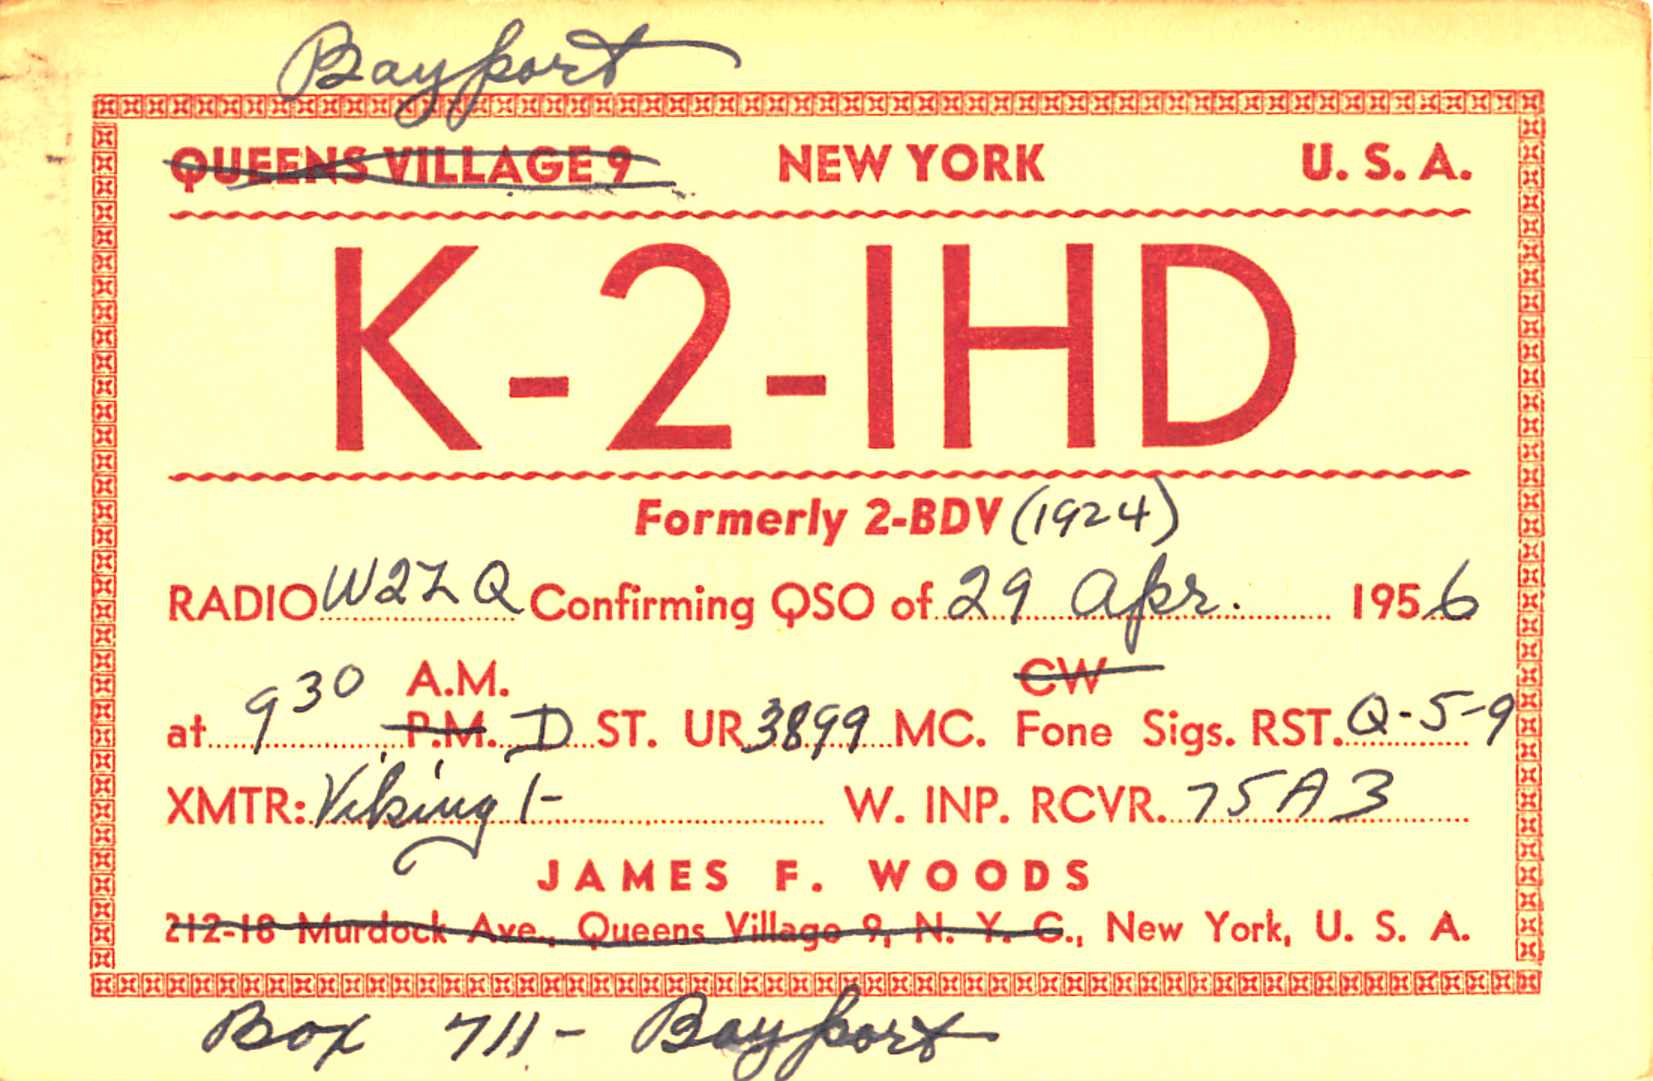 Bayport
QUEENS VILLAGE 9 NEW YORK U. S. A.
K-2-IHD
Formerly 2-BDV (1924)
RADIO W2ZQ Confirming QSO of 29 Apr. 1956
A.M. CW
at 930 P.M. D ST. UR 3899 MC. Fone Sigs. RST. Q-5-9
XMTR: Viking 1- W. INP. RCVR. 75A3
JAMES F. WOODS
212-18 Murdock Ave., Queens Village 9, N. Y. C., New York, U. S. A.
Box 711- Bayport